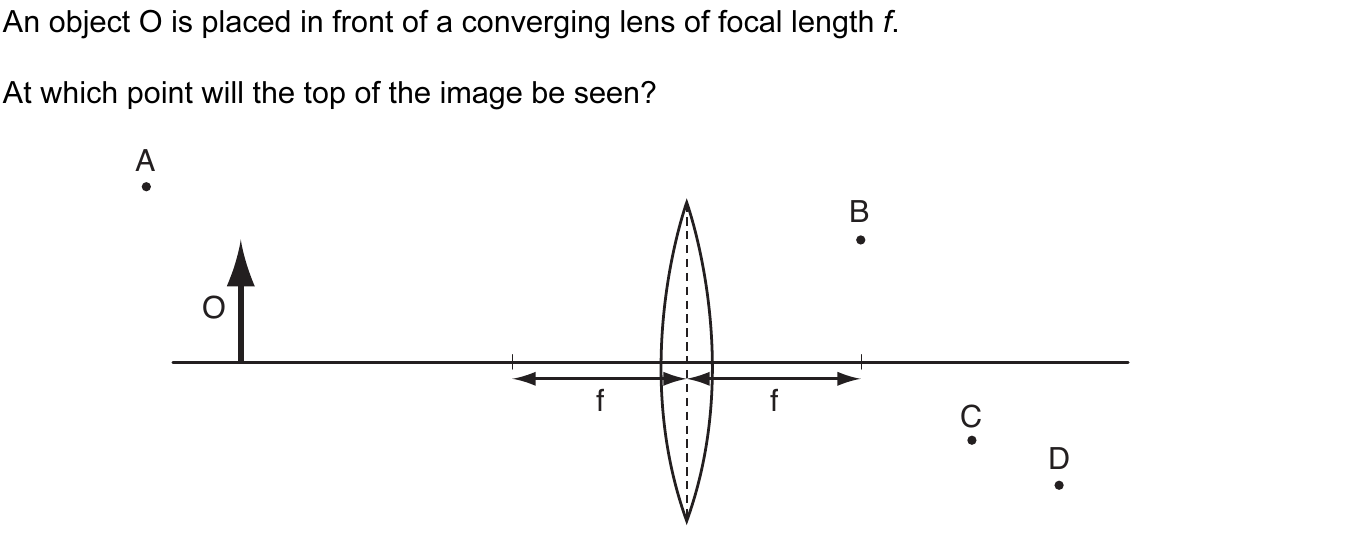 An object O is placed in front of a converging lens of focal length f.
At which point will the top of the image be seen?
A
B
O
f
f
C
D